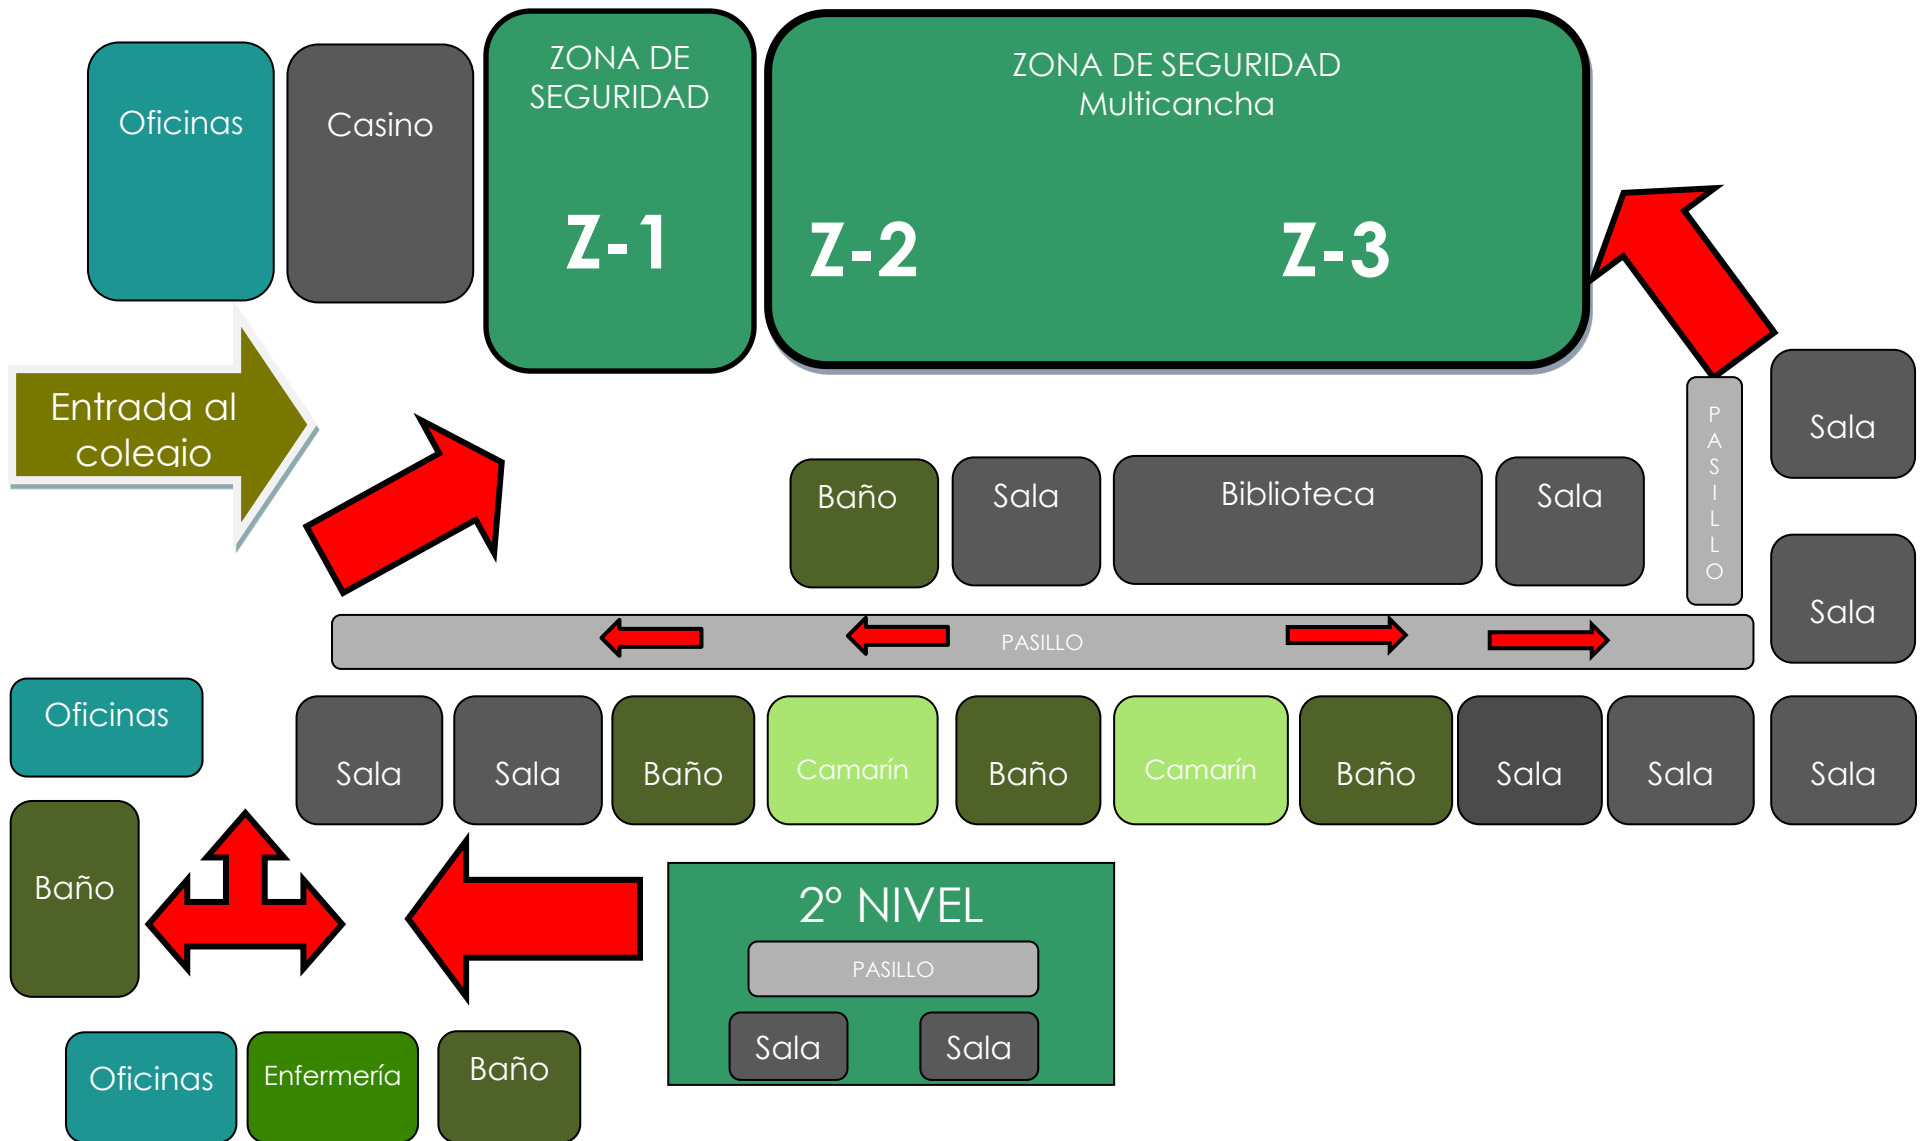 Oficinas
Casino
ZONA DE
SEGURIDAD
Z-1
ZONA DE SEGURIDAD
Multicancha
Z-2
Z-3
Entrada al
colegio
PASILLO
Sala
Baño
Sala
Biblioteca
Sala
Sala
PASILLO
Oficinas
Sala
Sala
Baño
Camarín
Baño
Camarín
Baño
Sala
Sala
Sala
Baño
2º NIVEL
PASILLO
Sala
Sala
Oficinas
Enfermería
Baño